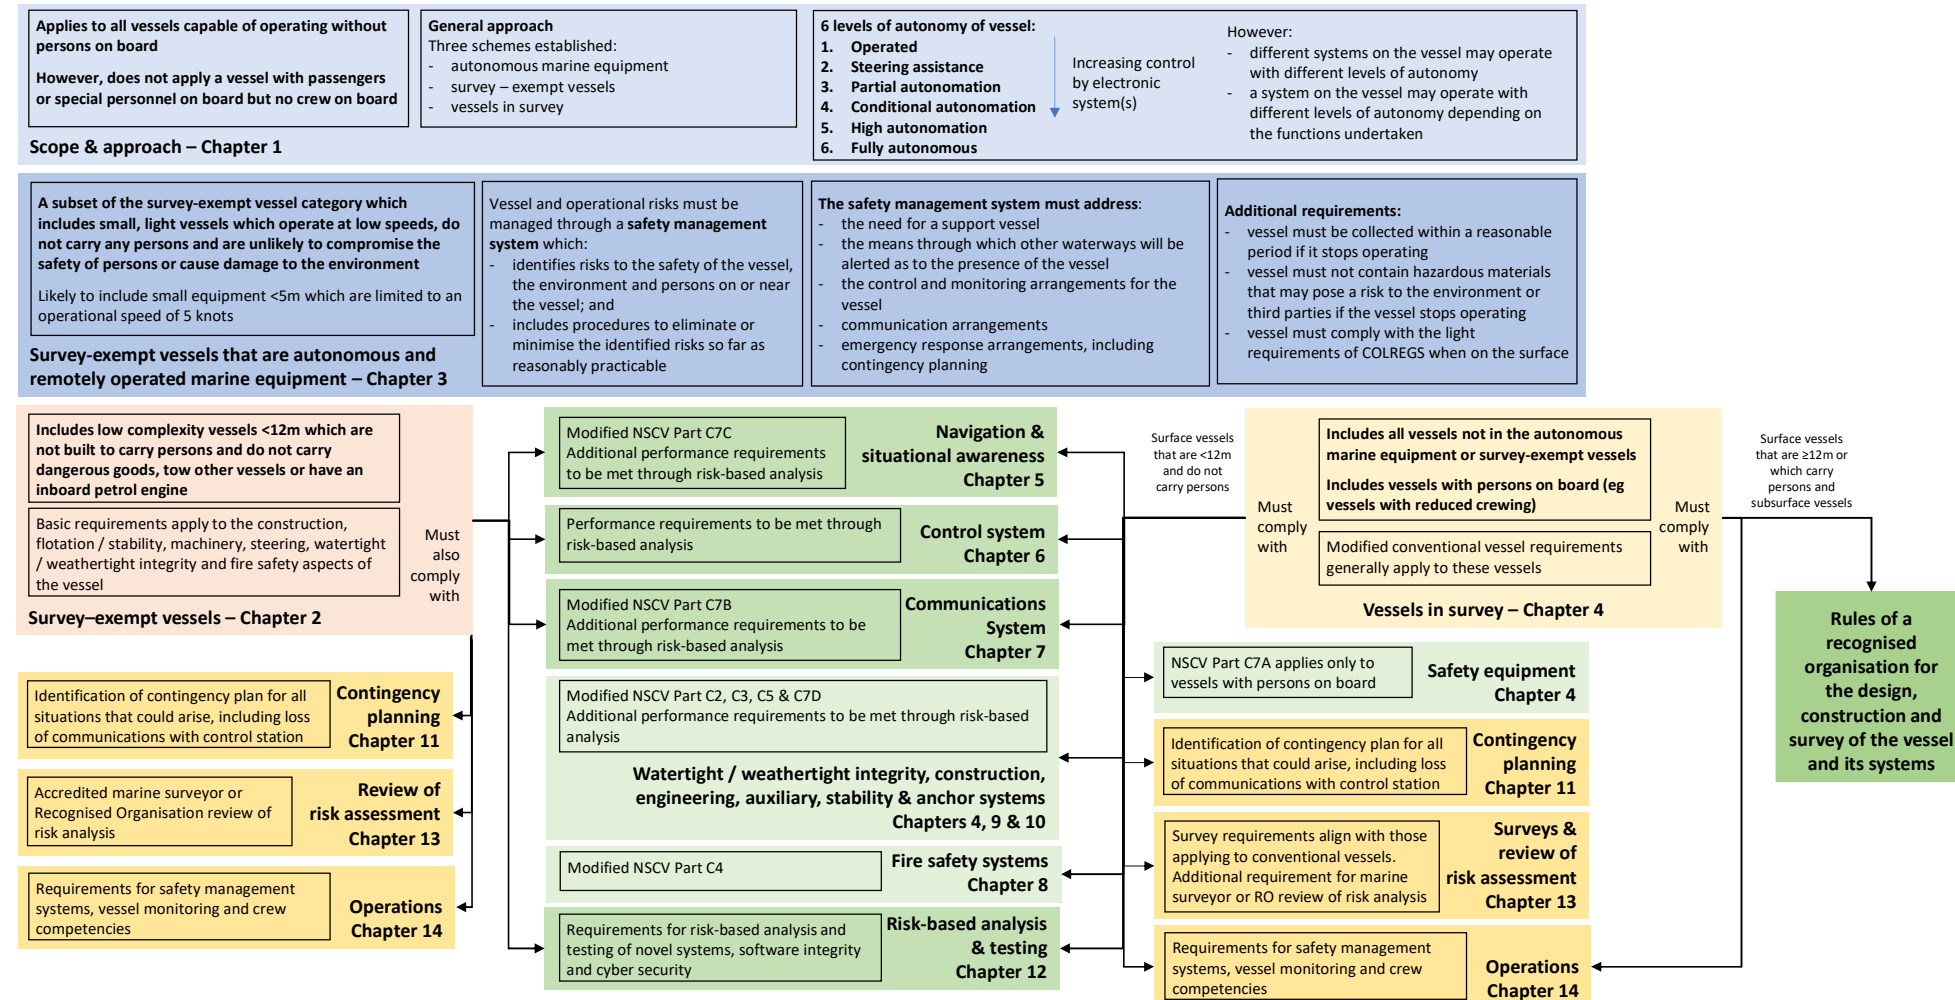 Applies to all vessels capable of operating without
persons on board
However, does not apply a vessel with passengers
or special personnel on board but no crew on board
General approach
Three schemes established:
- autonomous marine equipment
- survey – exempt vessels
- vessels in survey
6 levels of autonomy of vessel:
1. Operated
2. Steering assistance
3. Partial autonomation
4. Conditional autonomation
5. High autonomation
6. Fully autonomous
Increasing control
by electronic
system(s)
However:
- different systems on the vessel may operate
with different levels of autonomy
- a system on the vessel may operate with
different levels of autonomy depending on
the functions undertaken
Scope & approach – Chapter 1
A subset of the survey-exempt vessel category which
includes small, light vessels which operate at low speeds, do
not carry any persons and are unlikely to compromise the
safety of persons or cause damage to the environment
Likely to include small equipment <5m which are limited to an
operational speed of 5 knots
Survey-exempt vessels that are autonomous and
remotely operated marine equipment – Chapter 3
Vessel and operational risks must be
managed through a safety management
system which:
- identifies risks to the safety of the vessel,
the environment and persons on or near
the vessel; and
- includes procedures to eliminate or
minimise the identified risks so far as
reasonably practicable
The safety management system must address:
- the need for a support vessel
- the means through which other waterways will be
alerted as to the presence of the vessel
- the control and monitoring arrangements for the
vessel
- communication arrangements
- emergency response arrangements, including
contingency planning
Additional requirements:
- vessel must be collected within a reasonable
period if it stops operating
- vessel must not contain hazardous materials
that may pose a risk to the environment or
third parties if the vessel stops operating
- vessel must comply with the light
requirements of COLREGS when on the surface
Includes low complexity vessels <12m which are
not built to carry persons and do not carry
dangerous goods, tow other vessels or have an
inboard petrol engine
Basic requirements apply to the construction,
flotation / stability, machinery, steering, watertight
/ weathertight integrity and fire safety aspects of
the vessel
Must
also
comply
with
Survey–exempt vessels – Chapter 2
Identification of contingency plan for all
situations that could arise, including loss
of communications with control station
Contingency
planning
Chapter 11
Accredited marine surveyor or
Recognised Organisation review of
risk analysis
Review of
risk assessment
Chapter 13
Requirements for safety management
systems, vessel monitoring and crew
competencies
Operations
Chapter 14
Modified NSCV Part C7C
Additional performance requirements
to be met through risk-based analysis
Navigation &
situational awareness
Chapter 5
Performance requirements to be met through
risk-based analysis
Control system
Chapter 6
Modified NSCV Part C7B
Additional performance requirements to be
met through risk-based analysis
Communications
System
Chapter 7
Modified NSCV Part C2, C3, C5 & C7D
Additional performance requirements to be met through risk-based
analysis
Watertight / weathertight integrity, construction,
engineering, auxiliary, stability & anchor systems
Chapters 4, 9 & 10
Modified NSCV Part C4
Fire safety systems
Chapter 8
Requirements for risk-based analysis and
testing of novel systems, software integrity
and cyber security
Risk-based analysis
& testing
Chapter 12
Surface vessels
that are <12m
and do not
carry persons
Must
comply
with
Includes all vessels not in the autonomous
marine equipment or survey-exempt vessels
Includes vessels with persons on board (eg
vessels with reduced crewing)
Modified conventional vessel requirements
generally apply to these vessels
Must
comply
with
Vessels in survey – Chapter 4
Surface vessels
that are ≥12m or
which carry
persons and
subsurface vessels
NSCV Part C7A applies only to
vessels with persons on board
Safety equipment
Chapter 4
Identification of contingency plan for all
situations that could arise, including loss
of communications with control station
Contingency
planning
Chapter 11
Survey requirements align with those
applying to conventional vessels.
Additional requirement for marine
surveyor or RO review of risk analysis
Surveys &
review of
risk assessment
Chapter 13
Requirements for safety management
systems, vessel monitoring and crew
competencies
Operations
Chapter 14
Rules of a
recognised
organisation for
the design,
construction and
survey of the vessel
and its systems